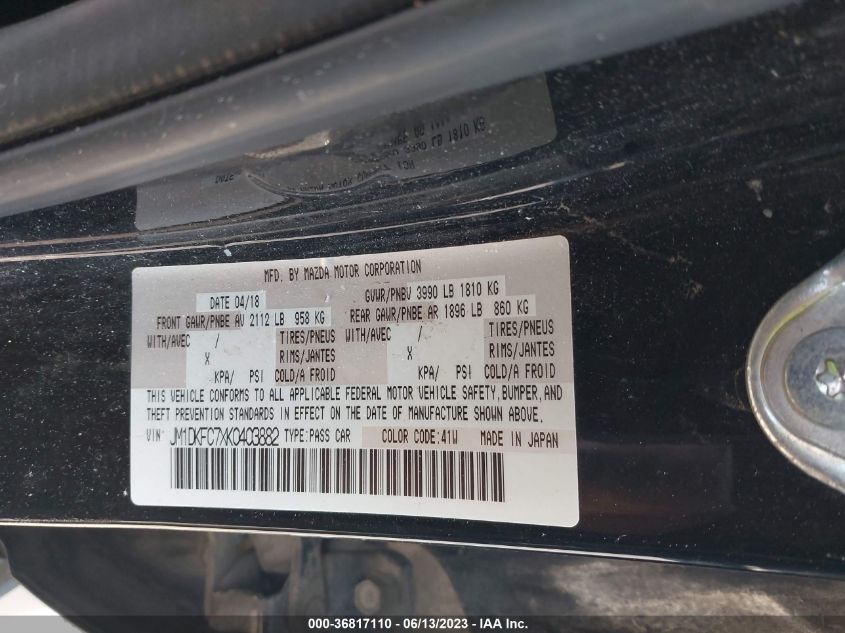 MFD. BY MAZDA MOTOR CORPORATION
DATE 04/18 GVWR/PNBV 3990 LB 1810 KG
FRONT GAWR/PNBE AV 2112 LB 958 KG REAR GAWR/PNBE AR 1896 LB 860 KG
WITH/AVEC / TIRES/PNEUS WITH/AVEC / TIRES/PNEUS
X RIMS/JANTES X RIMS/JANTES
KPA/ PSI COLD/A FROID KPA/ PSI COLD/A FROID
THIS VEHICLE CONFORMS TO ALL APPLICABLE FEDERAL MOTOR VEHICLE SAFETY, BUMPER, AND
THEFT PREVENTION STANDARDS IN EFFECT ON THE DATE OF MANUFACTURE SHOWN ABOVE.
VIN: JM1DKFC7XK0403882 TYPE:PASS CAR COLOR CODE:41W MADE IN JAPAN
000-36817110 - 06/13/2023 - IAA Inc.